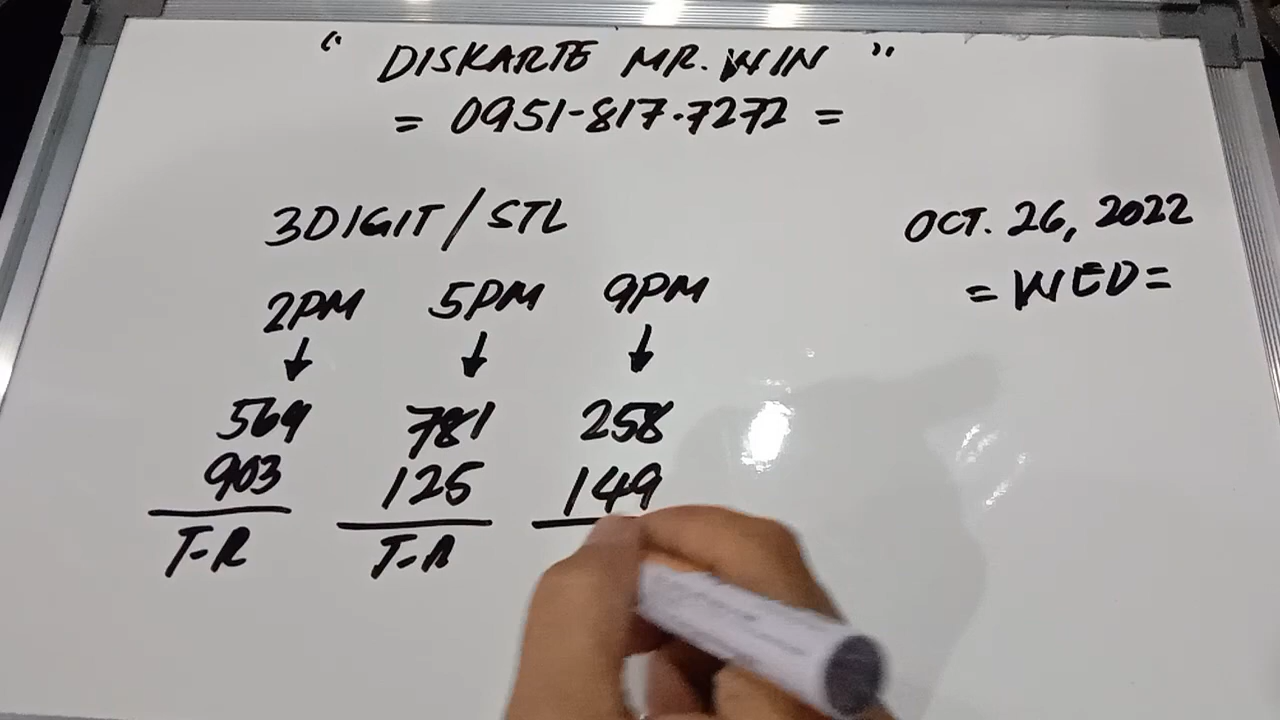 " DISKARTE MR. WIN "
= 0951-817.7272 =
3DIGIT / STL
OCT. 26, 2022
= WED =
2PM 5PM 9PM
↓ ↓ ↓
569 781 258
903 125 149
T-R T-R